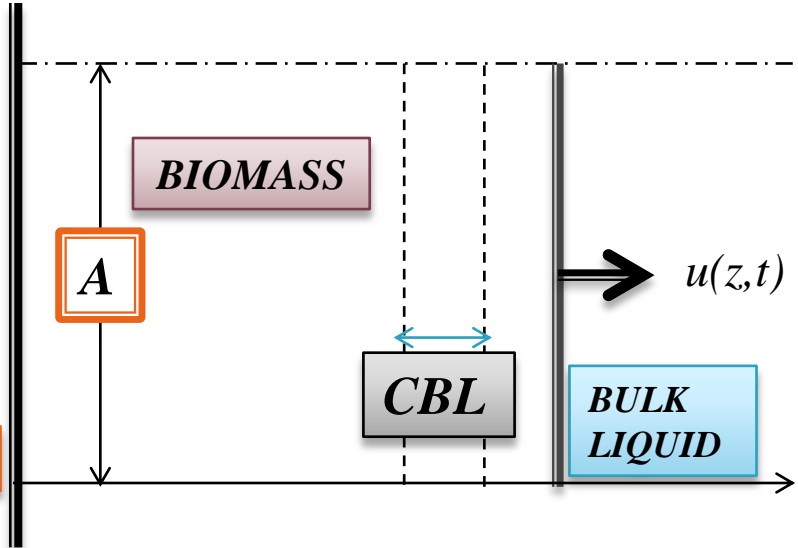 BIOMASS
A
u(z,t)
CBL
BULK
LIQUID